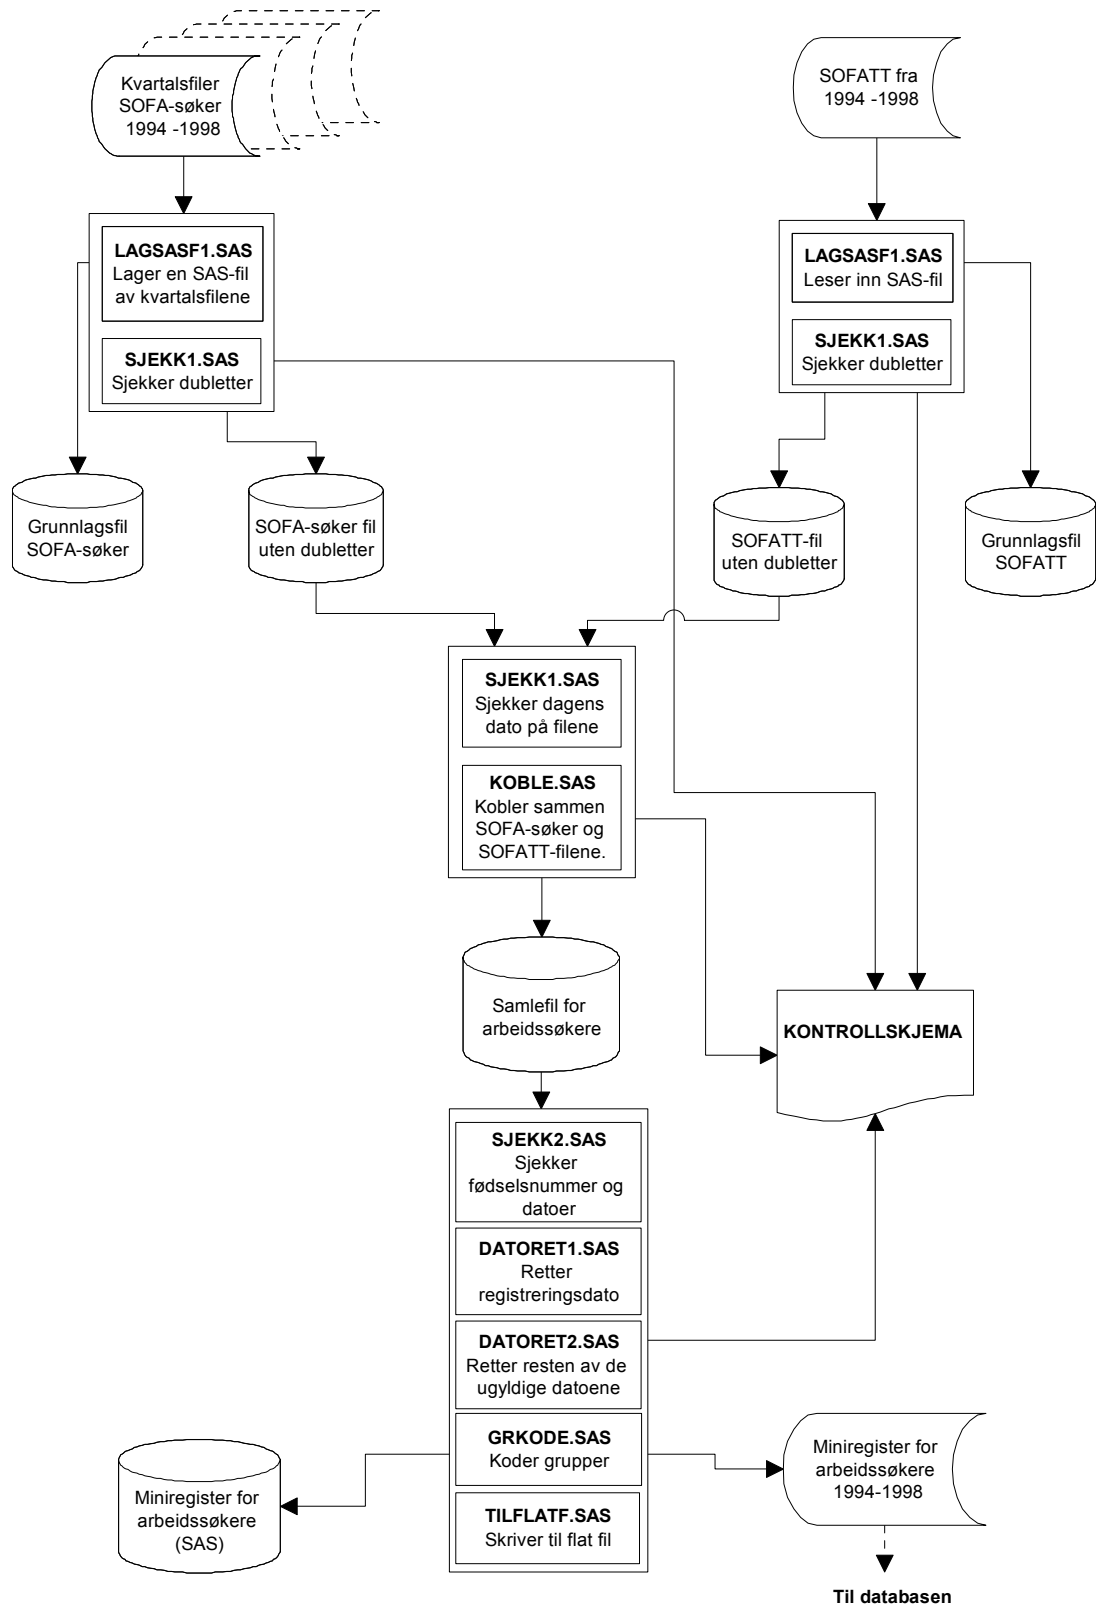 Kvartalsfiler
SOFA-søker
1994 -1998
SOFATT fra
1994 -1998
LAGSASF1.SAS
Lager en SAS-fil
av kvartalsfilene
SJEKK1.SAS
Sjekker dubletter
LAGSASF1.SAS
Leser inn SAS-fil
SJEKK1.SAS
Sjekker dubletter
Grunnlagsfil
SOFA-søker
SOFA-søker fil
uten dubletter
SOFATT-fil
uten dubletter
Grunnlagsfil
SOFATT
SJEKK1.SAS
Sjekker dagens
dato på filene
KOBLE.SAS
Kobler sammen
SOFA-søker og
SOFATT-filene.
Samlefil for
arbeidssøkere
KONTROLLSKJEMA
SJEKK2.SAS
Sjekker
fødselsnummer og
datoer
DATORET1.SAS
Retter
registreringsdato
DATORET2.SAS
Retter resten av de
ugyldige datoene
GRKODE.SAS
Koder grupper
TILFLATF.SAS
Skriver til flat fil
Miniregister for
arbeidssøkere
(SAS)
Miniregister for
arbeidssøkere
1994-1998
Til databasen